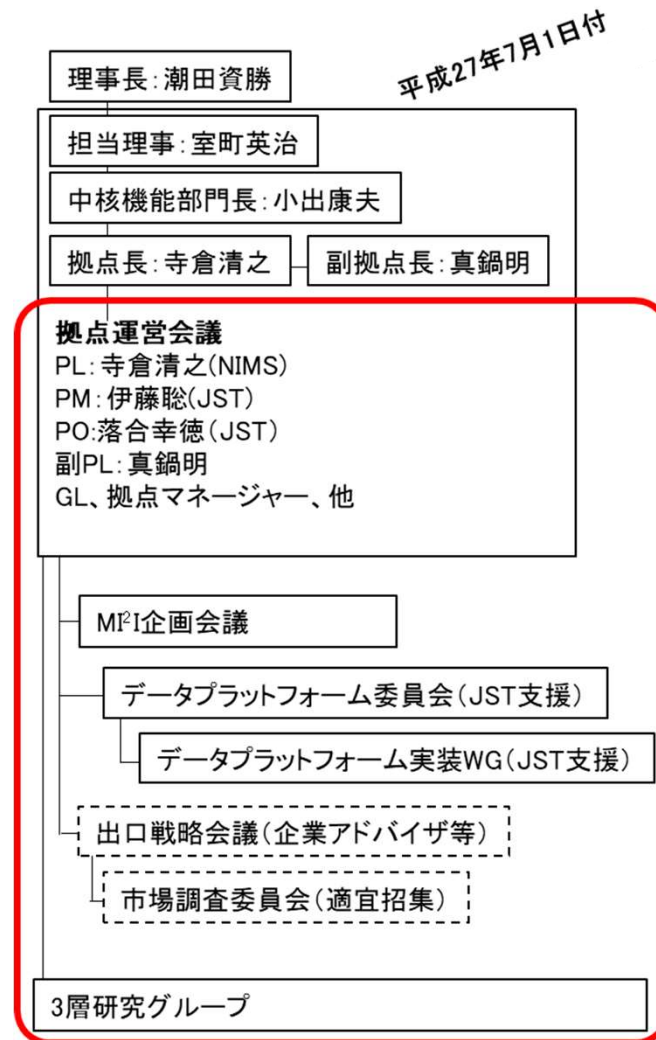 平成27年7月1日付
理事長:潮田資勝
担当理事:室町英治
中核機能部門長:小出康夫
拠点長:寺倉清之
副拠点長:真鍋明
拠点運営会議
PL:寺倉清之(NIMS)
PM:伊藤聡(JST)
PO:落合幸徳(JST)
副PL:真鍋明
GL、拠点マネージャー、他
MI²I企画会議
データプラットフォーム委員会(JST支援)
データプラットフォーム実装WG(JST支援)
出口戦略会議(企業アドバイザ等)
市場調査委員会(適宜招集)
3層研究グループ